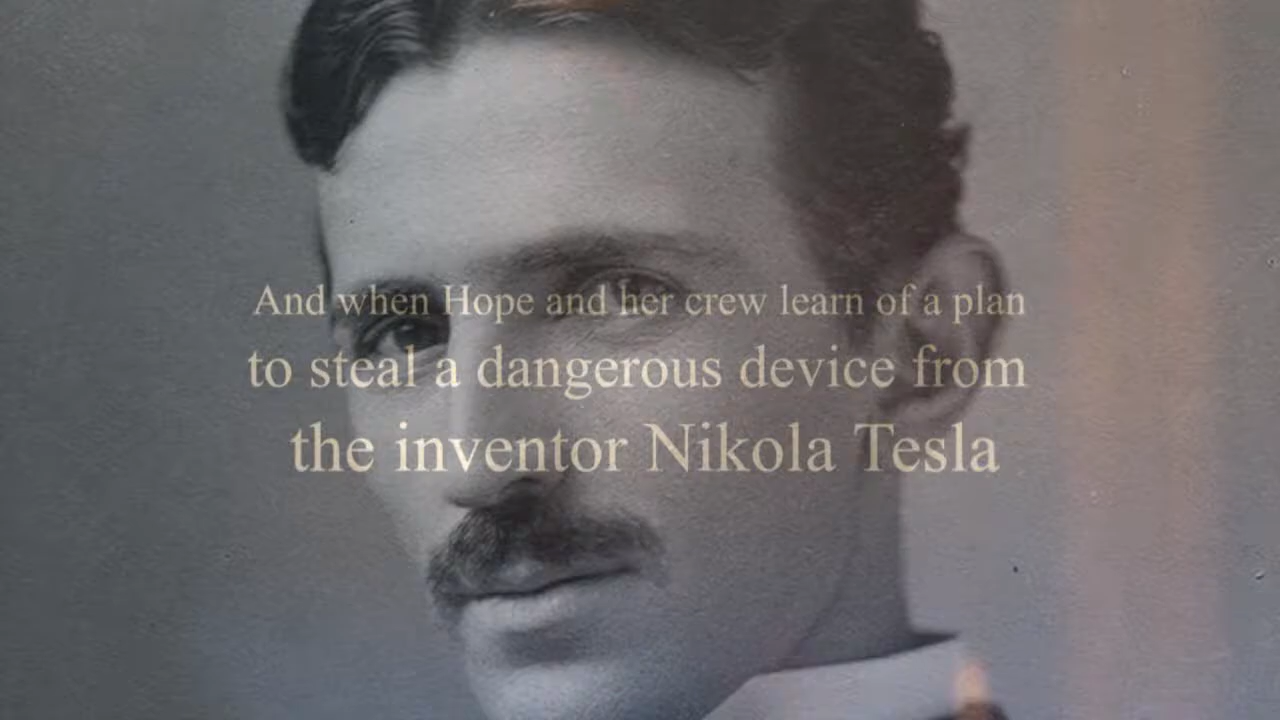 And when Hope and her crew learn of a plan
to steal a dangerous device from
the inventor Nikola Tesla